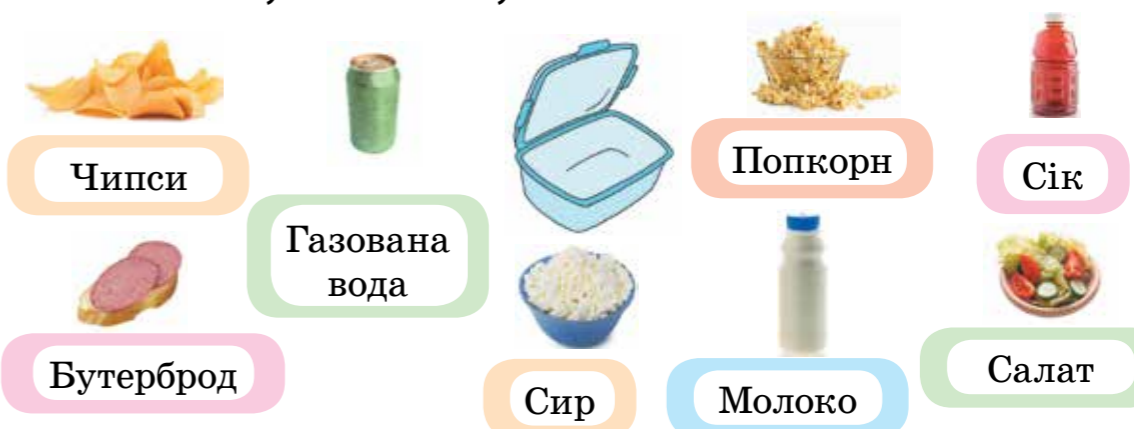 Чипси
Газована
вода
Попкорн
Сік
Бутерброд
Сир
Молоко
Салат